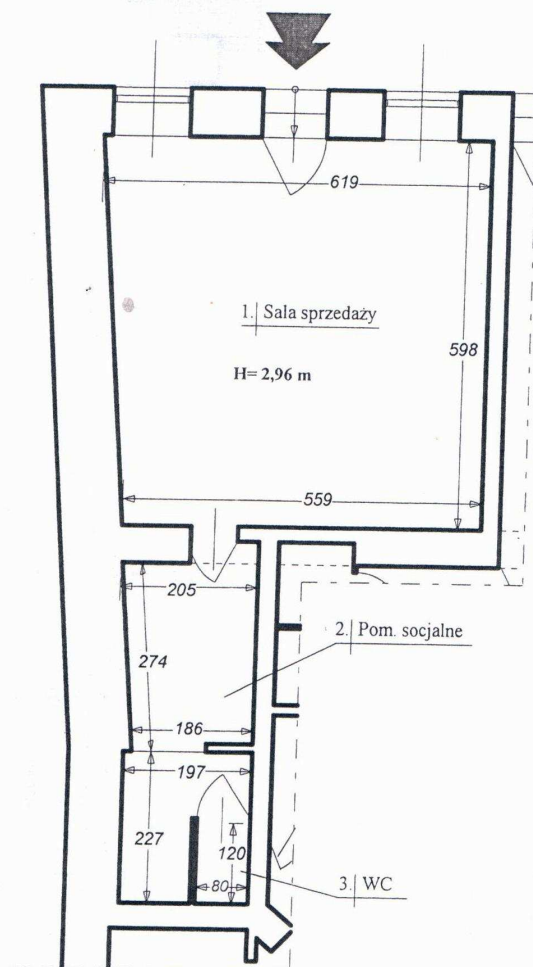 619
1. Sala sprzedaży
598
H= 2,96 m
559
205
2. Pom. socjalne
274
186
197
227
120
80
3. WC